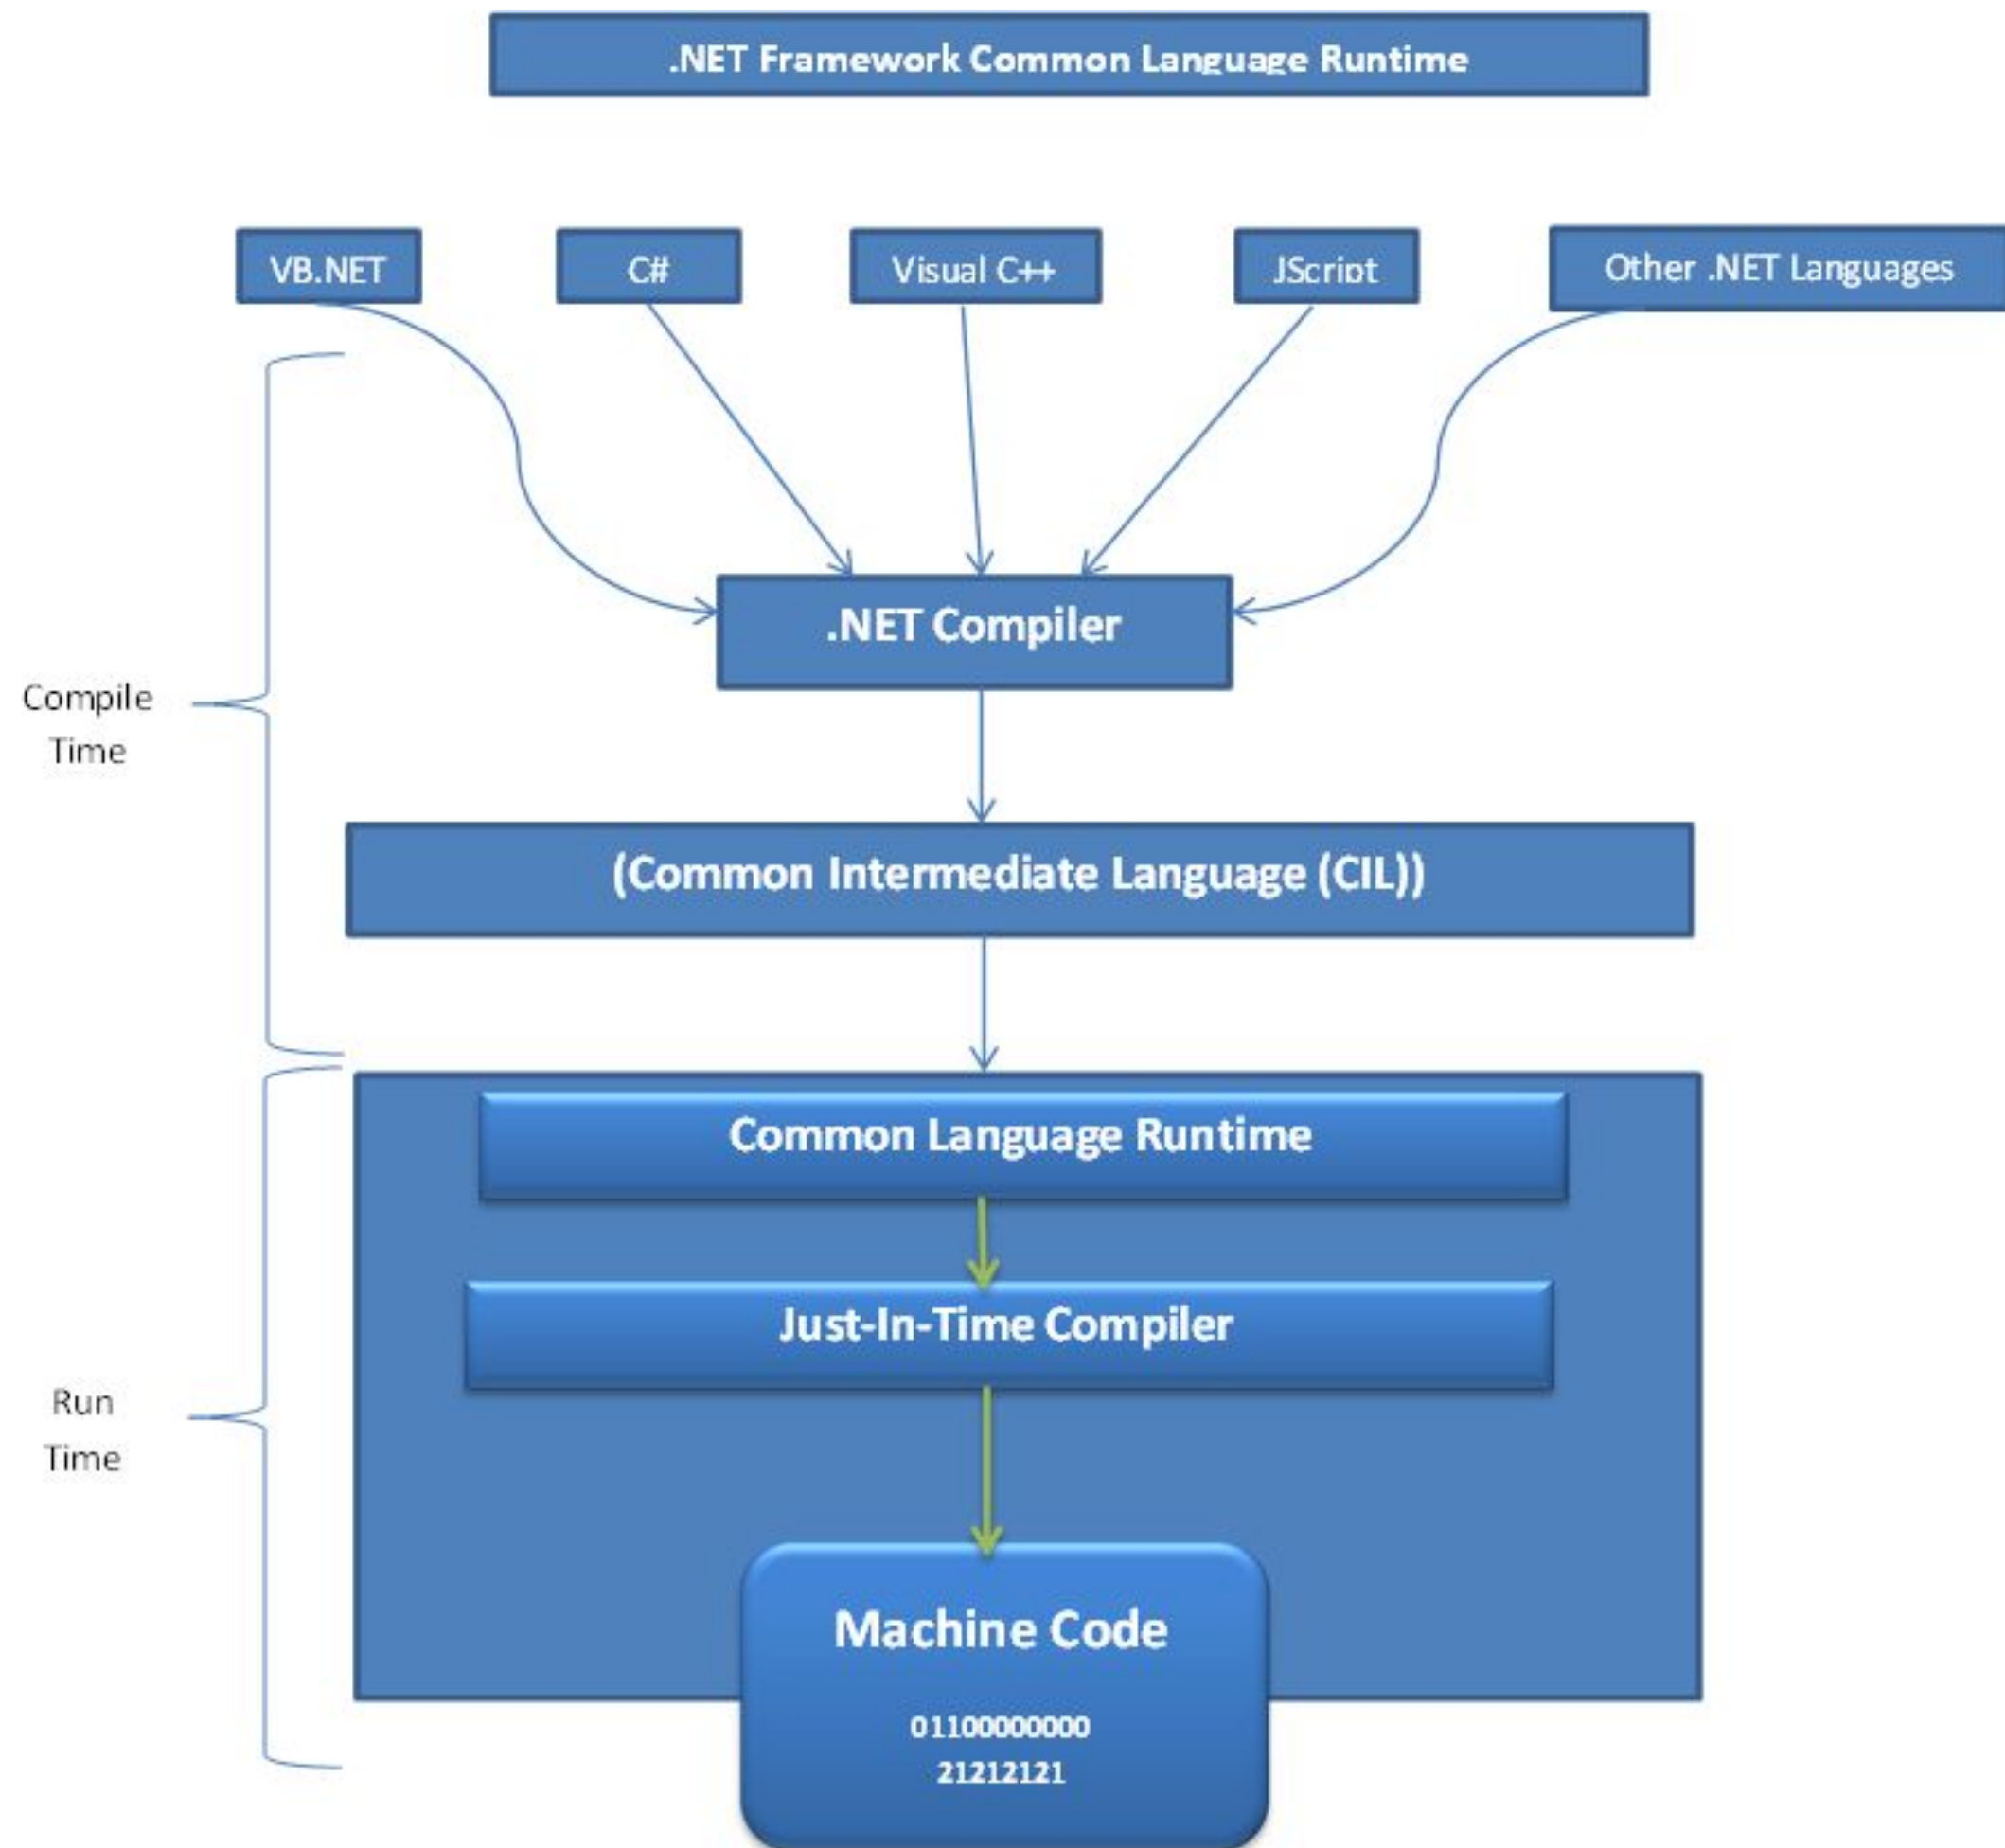 .NET Framework Common Language Runtime
VB.NET
C#
Visual C++
JScript
Other .NET Languages
.NET Compiler
Compile
Time
(Common Intermediate Language (CIL))
Common Language Runtime
Just-In-Time Compiler
Run
Time
Machine Code
01100000000
21212121